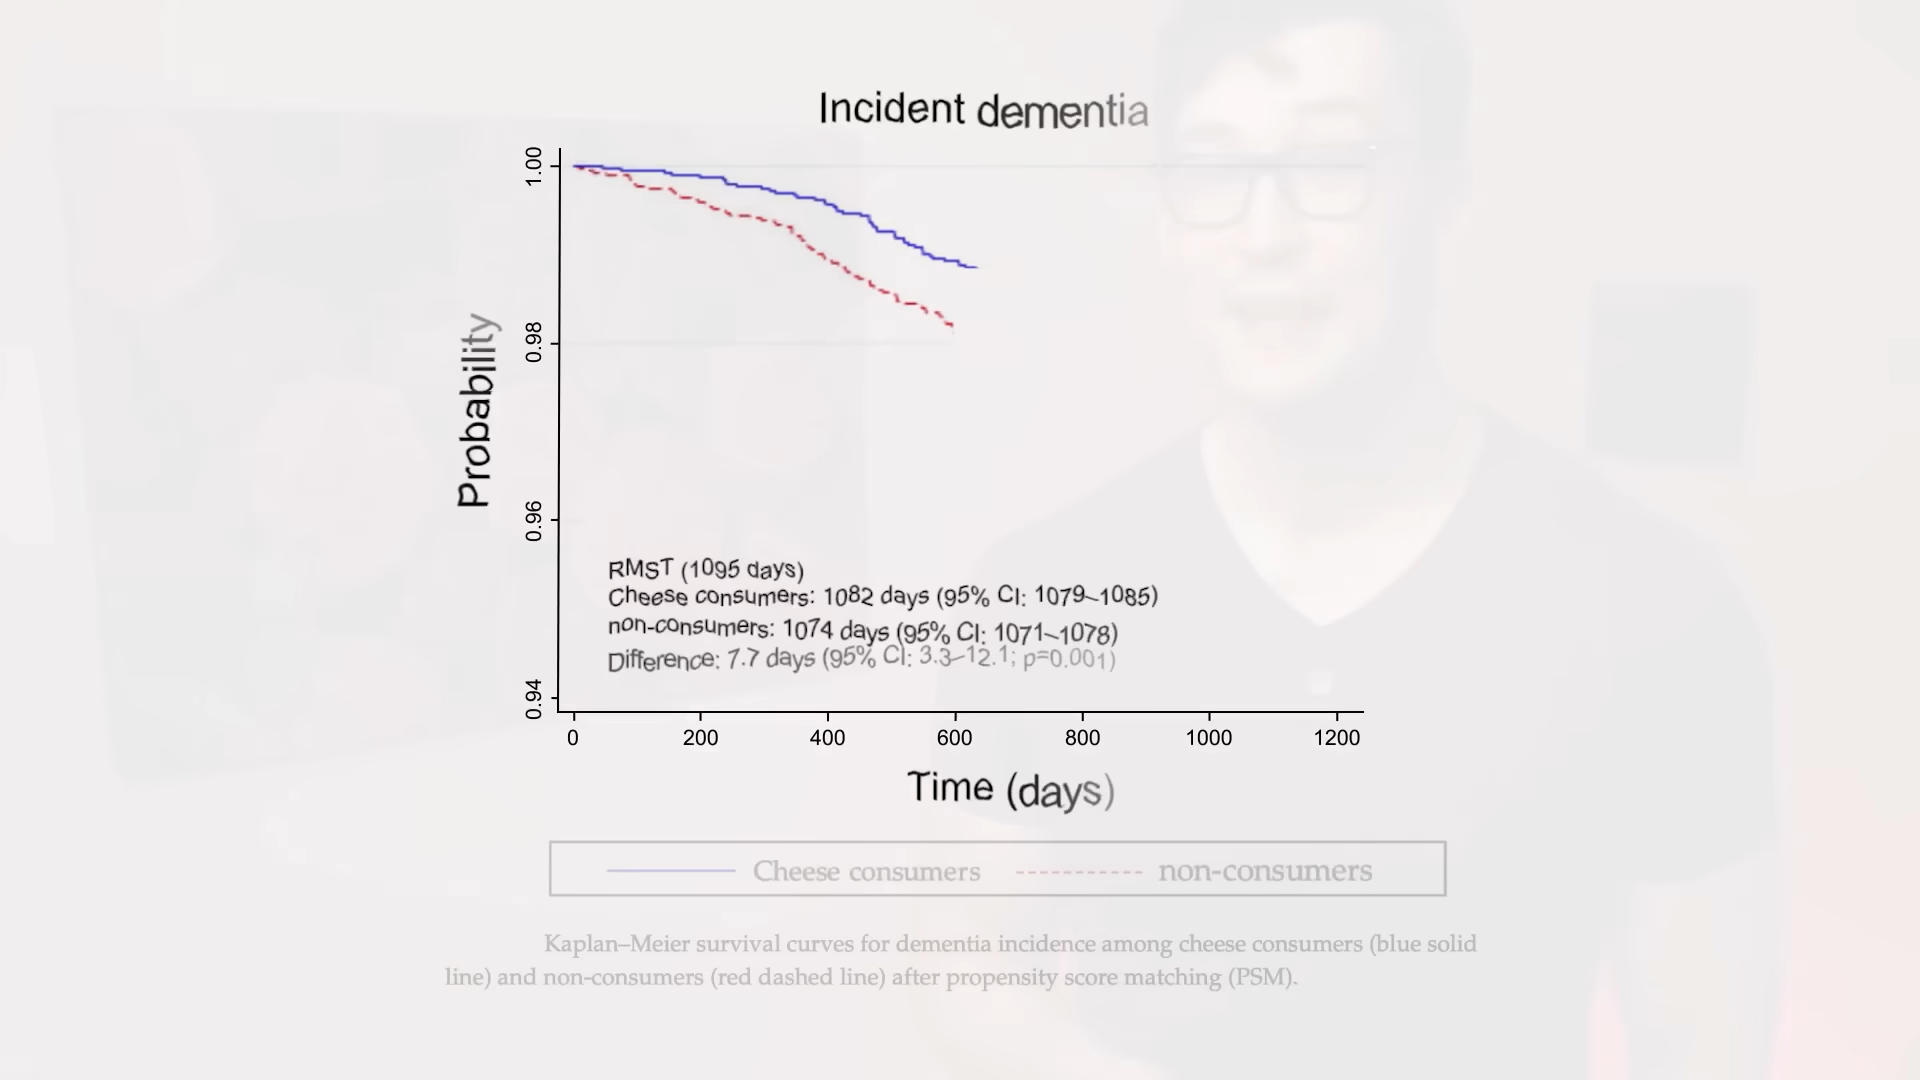 Incident dementia
1.00
0.98
0.96
0.94
Probability
RMST (1095 days)
Cheese consumers: 1082 days (95% CI: 1079–1085)
non-consumers: 1074 days (95% CI: 1071–1078)
Difference: 7.7 days (95% CI: 3.3–12.1; p=0.001)
0 200 400 600 800 1000 1200
Time (days)
Cheese consumers non-consumers
Kaplan–Meier survival curves for dementia incidence among cheese consumers (blue solid
line) and non-consumers (red dashed line) after propensity score matching (PSM).